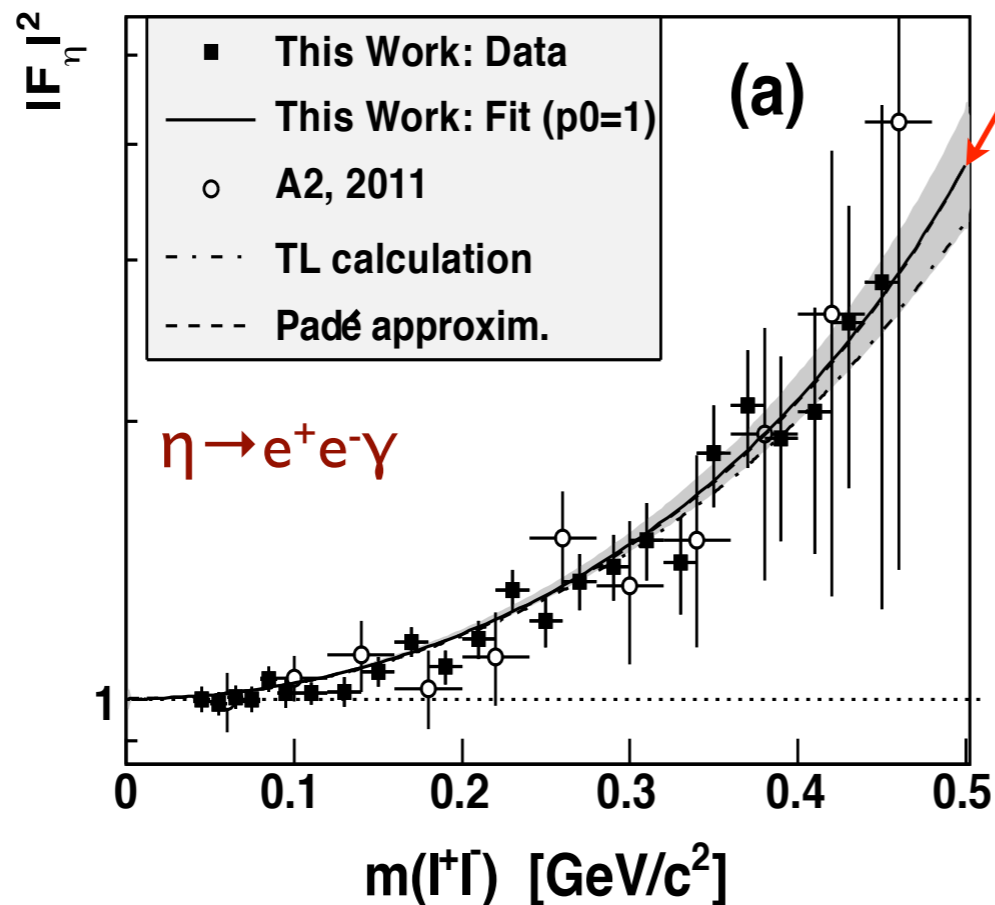 |F_η|²
This Work: Data
This Work: Fit (p0=1)
A2, 2011
TL calculation
Padé approxim.
(a)
η→e⁺e⁻γ
1
0 0.1 0.2 0.3 0.4 0.5
m(l⁺l⁻) [GeV/c²]